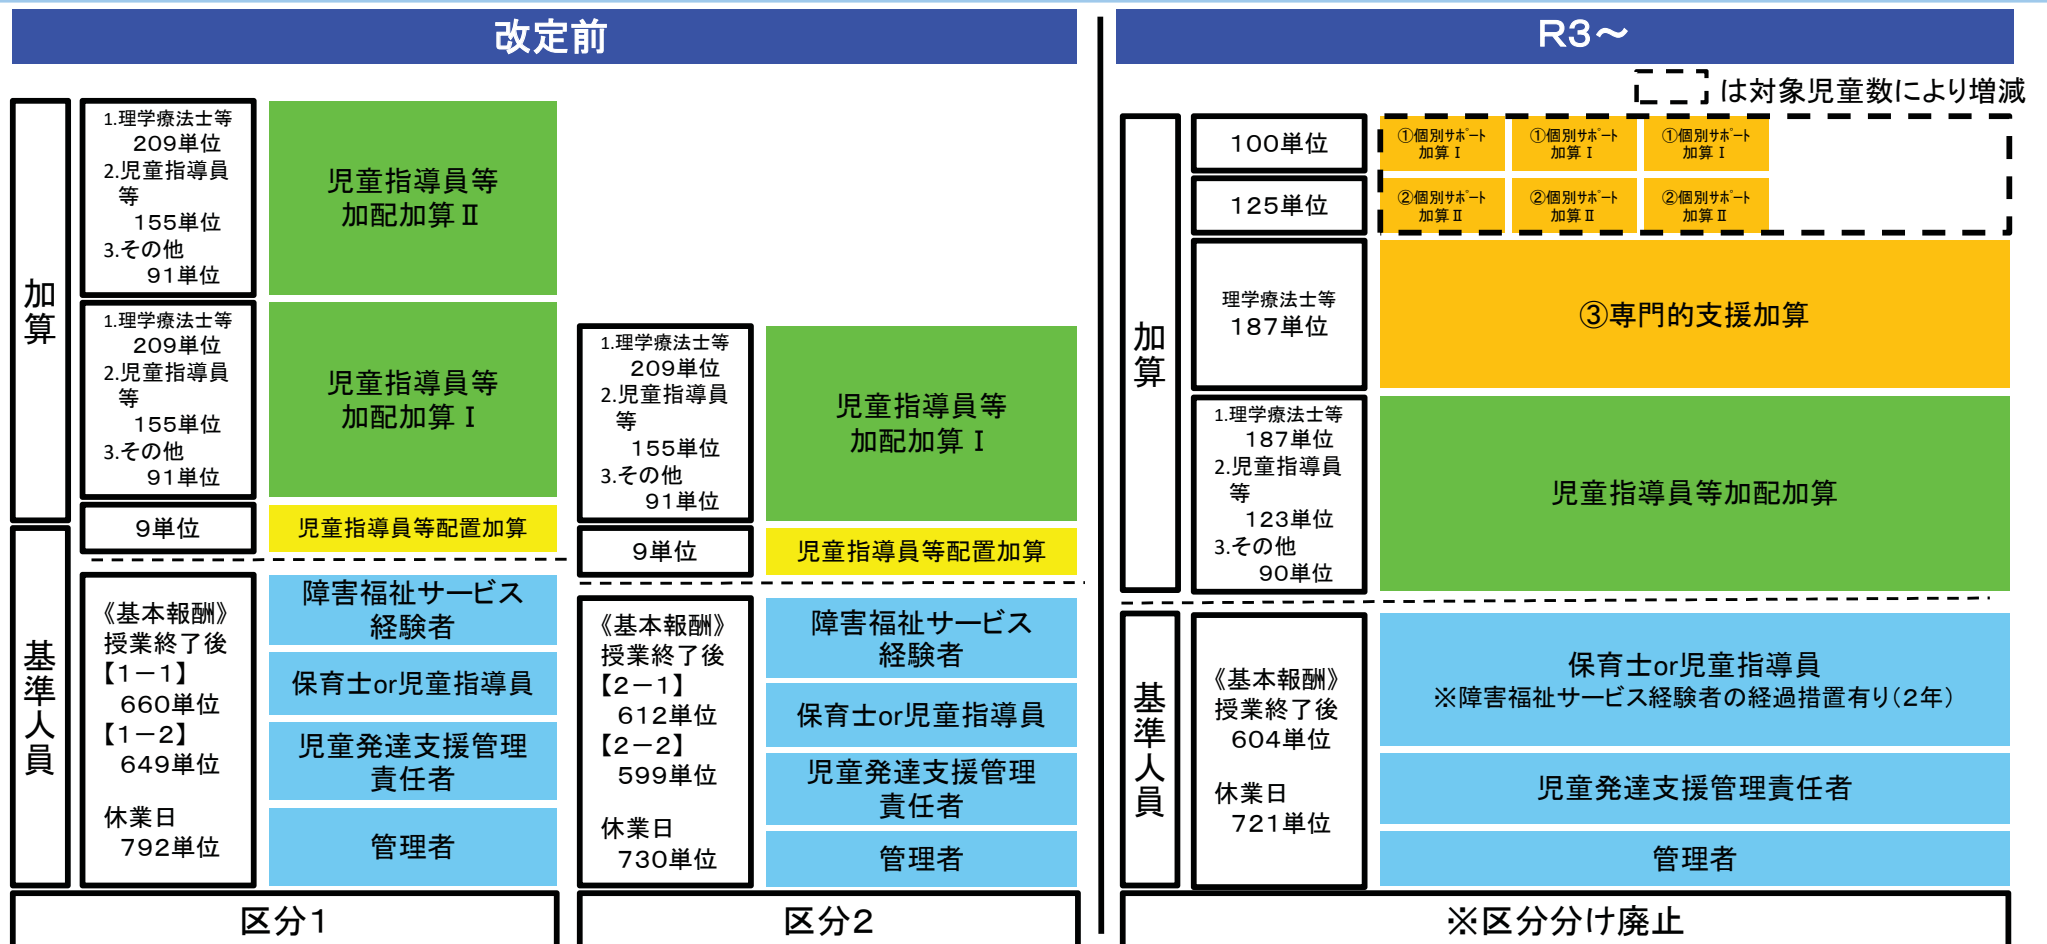 改定前
加算
1.理学療法士等
209単位
2.児童指導員
等
155単位
3.その他
91単位
児童指導員等
加配加算Ⅱ
1.理学療法士等
209単位
2.児童指導員
等
155単位
3.その他
91単位
児童指導員等
加配加算Ⅰ
9単位
児童指導員等配置加算
基準人員
《基本報酬》
授業終了後
【1－1】
660単位
【1－2】
649単位
休業日
792単位
障害福祉サービス
経験者
保育士or児童指導員
児童発達支援管理
責任者
管理者
区分1
1.理学療法士等
209単位
2.児童指導員
等
155単位
3.その他
91単位
児童指導員等
加配加算Ⅰ
9単位
児童指導員等配置加算
《基本報酬》
授業終了後
【2－1】
612単位
【2－2】
599単位
休業日
730単位
障害福祉サービス
経験者
保育士or児童指導員
児童発達支援管理
責任者
管理者
区分2
R3～
は対象児童数により増減
加算
100単位
①個別ｻﾎﾟｰﾄ
加算Ⅰ
①個別ｻﾎﾟｰﾄ
加算Ⅰ
①個別ｻﾎﾟｰﾄ
加算Ⅰ
125単位
②個別ｻﾎﾟｰﾄ
加算Ⅱ
②個別ｻﾎﾟｰﾄ
加算Ⅱ
②個別ｻﾎﾟｰﾄ
加算Ⅱ
理学療法士等
187単位
③専門的支援加算
1.理学療法士等
187単位
2.児童指導員
等
123単位
3.その他
90単位
児童指導員等加配加算
基準人員
《基本報酬》
授業終了後
604単位
休業日
721単位
保育士or児童指導員
※障害福祉サービス経験者の経過措置有り(2年)
児童発達支援管理責任者
管理者
※区分分け廃止